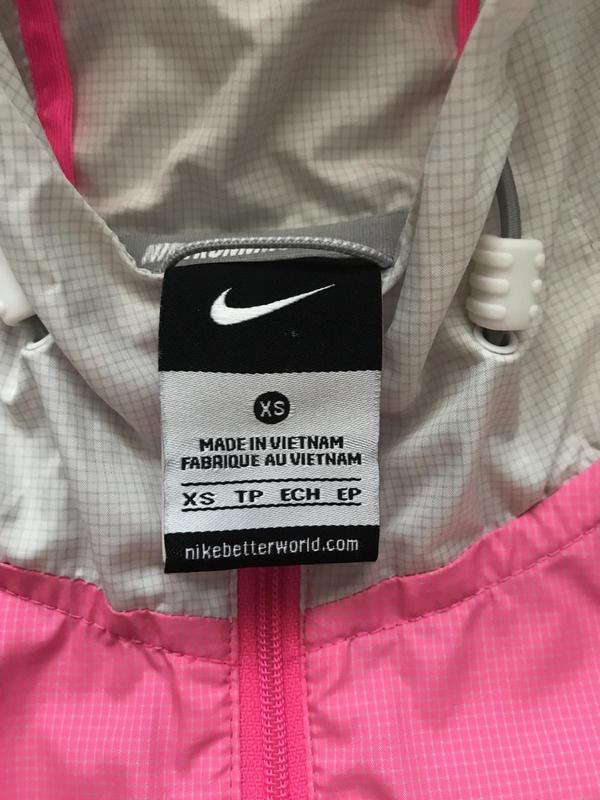 XS
MADE IN VIETNAM
FABRIQUE AU VIETNAM
XS TP ECH EP
nikebetterworld.com